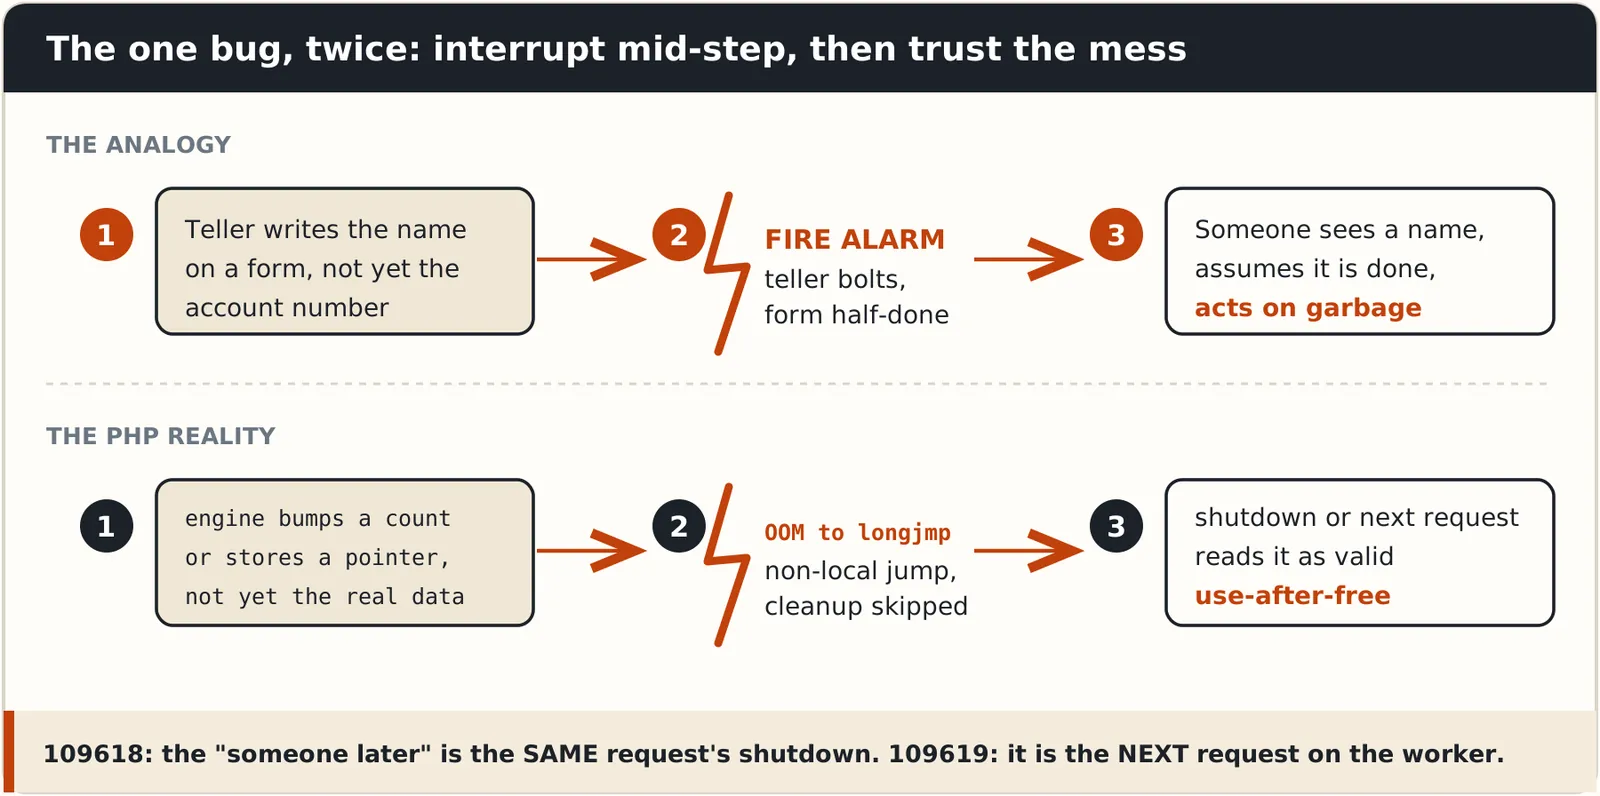 The one bug, twice: interrupt mid-step, then trust the mess
THE ANALOGY
1
Teller writes the name
on a form, not yet the
account number
2
FIRE ALARM
teller bolts,
form half-done
3
Someone sees a name,
assumes it is done,
acts on garbage
THE PHP REALITY
1
engine bumps a count
or stores a pointer,
not yet the real data
2
OOM to longjmp
non-local jump,
cleanup skipped
3
shutdown or next request
reads it as valid
use-after-free
109618: the "someone later" is the SAME request's shutdown. 109619: it is the NEXT request on the worker.